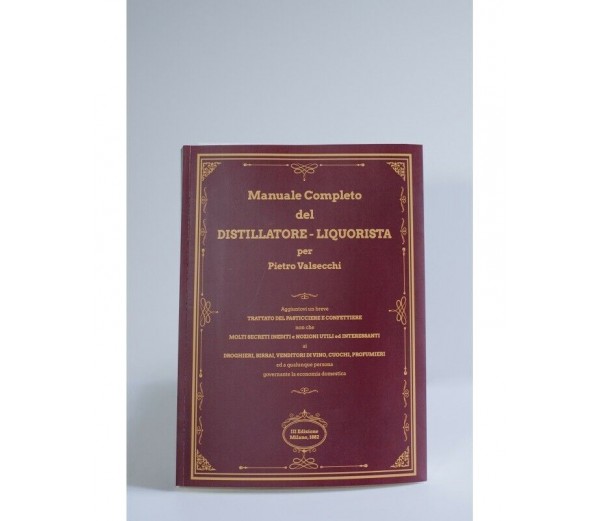 Manuale Completo
del
DISTILLATORE - LIQUORISTA
per
Pietro Valsecchi
Aggiuntovi un breve
TRATTATO DEL PASTICCIERE E CONFETTIERE
non che
MOLTI SECRETI INEDITI e NOZIONI UTILI ed INTERESSANTI
ai
DROGHIERI, BIRRAI, VENDITORI DI VINO, CUOCHI, PROFUMIERI
ed a qualunque persona
governante la economia domestica
III Edizione
Milano, 1882